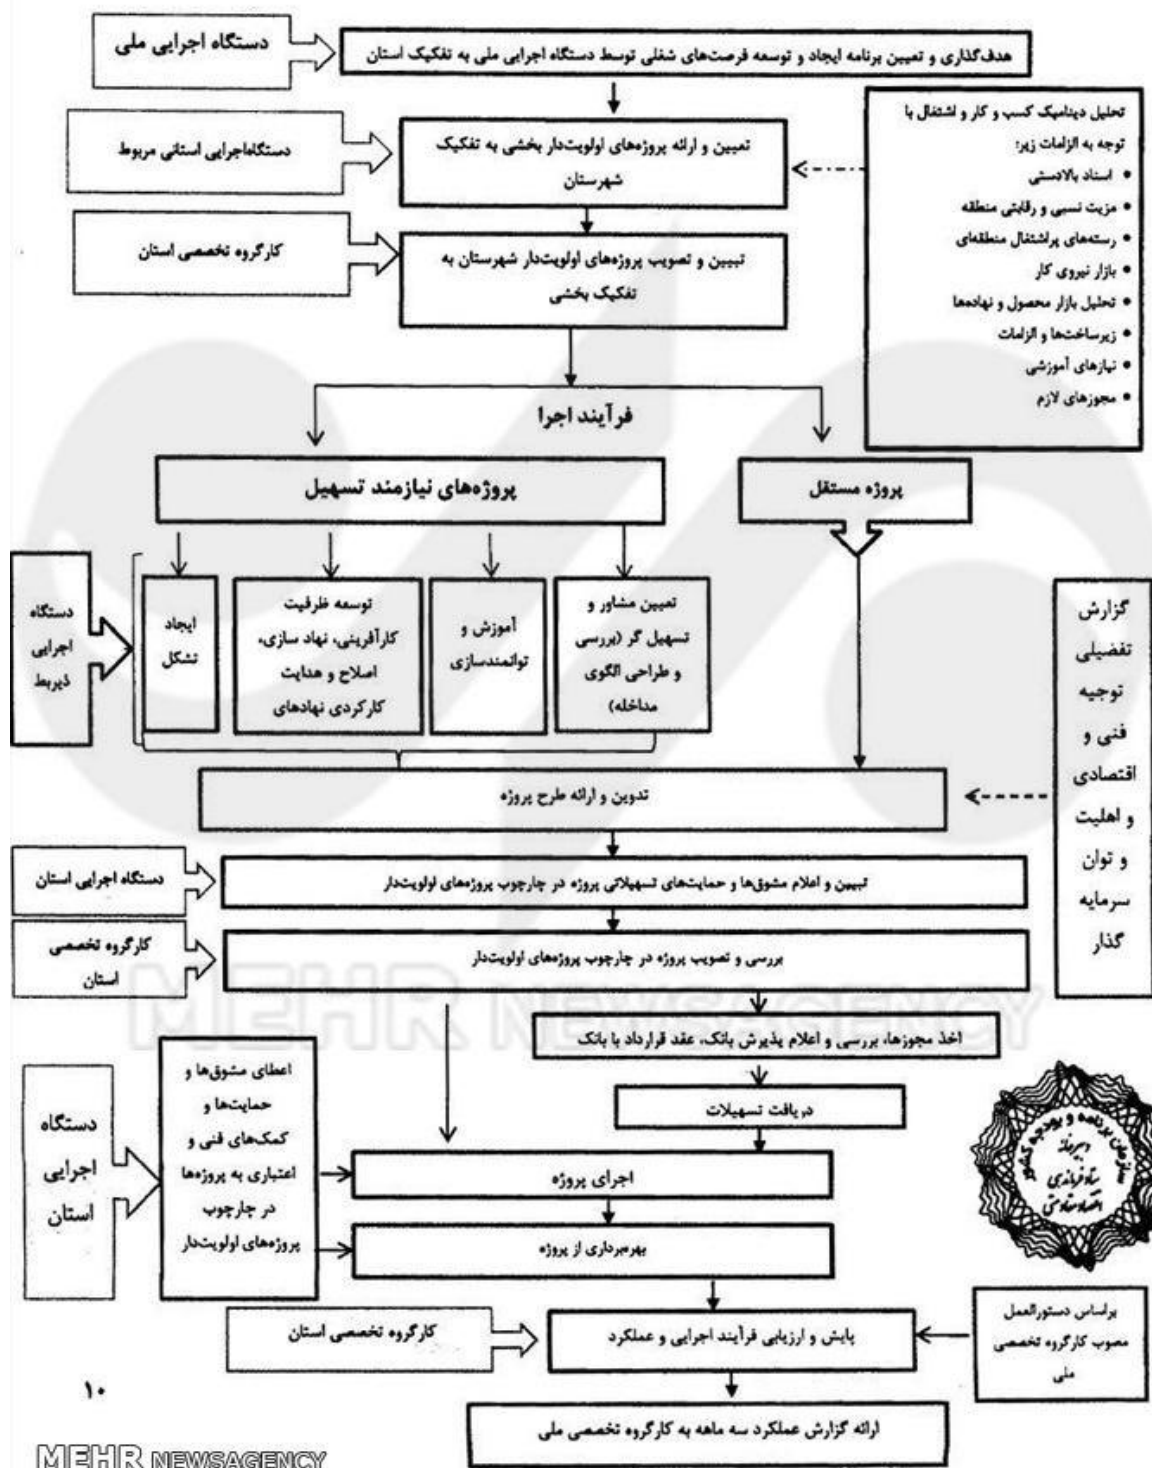 دستگاه اجرایی ملی
هدف‌گذاری و تعیین برنامه ایجاد و توسعه فرصت‌های شغلی توسط دستگاه اجرایی ملی به تفکیک استان
تحلیل دینامیک کسب و کار و اشتغال با
توجه به الزامات زیر:
• اسناد بالادستی
• مزیت نسبی و رقابتی منطقه
• رسته‌های پراشتغال منطقه‌ای
• بازار نیروی کار
• تحلیل بازار محصول و نهاده‌ها
• زیرساخت‌ها و الزامات
• نیازهای آموزشی
• مجوزهای لازم
دستگاه‌اجرایی استانی مربوط
تعیین و ارائه پروژه‌های اولویت‌دار بخشی به تفکیک
شهرستان
کارگروه تخصصی استان
تبیین و تصویب پروژه‌های اولویت‌دار شهرستان به
تفکیک بخشی
فرآیند اجرا
پروژه مستقل
پروژه‌های نیازمند تسهیل
تعیین مشاور و
تسهیل گر (بررسی
و طراحی الگوی
مداخله)
آموزش و
توانمندسازی
توسعه ظرفیت
کارآفرینی، نهاد سازی،
اصلاح و هدایت
کارکردی نهادهای
ایجاد
تشکل
دستگاه
اجرایی
ذیربط
گزارش
تفضیلی
توجیه
فنی و
اقتصادی
و اهلیت
و توان
سرمایه
گذار
تدوین و ارائه طرح پروژه
دستگاه اجرایی استان
تبیین و اعلام مشوق‌ها و حمایت‌های تسهیلاتی پروژه در چارچوب پروژه‌های اولویت‌دار
کارگروه تخصصی
استان
بررسی و تصویب پروژه در چارچوب پروژه‌های اولویت‌دار
MEHR NEWSAGENCY
اخذ مجوزها، بررسی و اعلام پذیرش بانک، عقد قرارداد با بانک
دریافت تسهیلات
دستگاه
اجرایی
استان
اعطای مشوق‌ها و
حمایت‌ها و
کمک‌های فنی و
اعتباری به پروژه‌ها
در چارچوب
پروژه‌های اولویت‌دار
اجرای پروژه
بهره‌برداری از پروژه
سازمان برنامه و بودجه کشور
دبیرخانه
ستاد فرماندهی
اقتصاد مقاومتی
کارگروه تخصصی استان
پایش و ارزیابی فرآیند اجرایی و عملکرد
براساس دستورالعمل
مصوب کارگروه تخصصی
ملی
ارائه گزارش عملکرد سه ماهه به کارگروه تخصصی ملی
۱۰
MEHR NEWSAGENCY